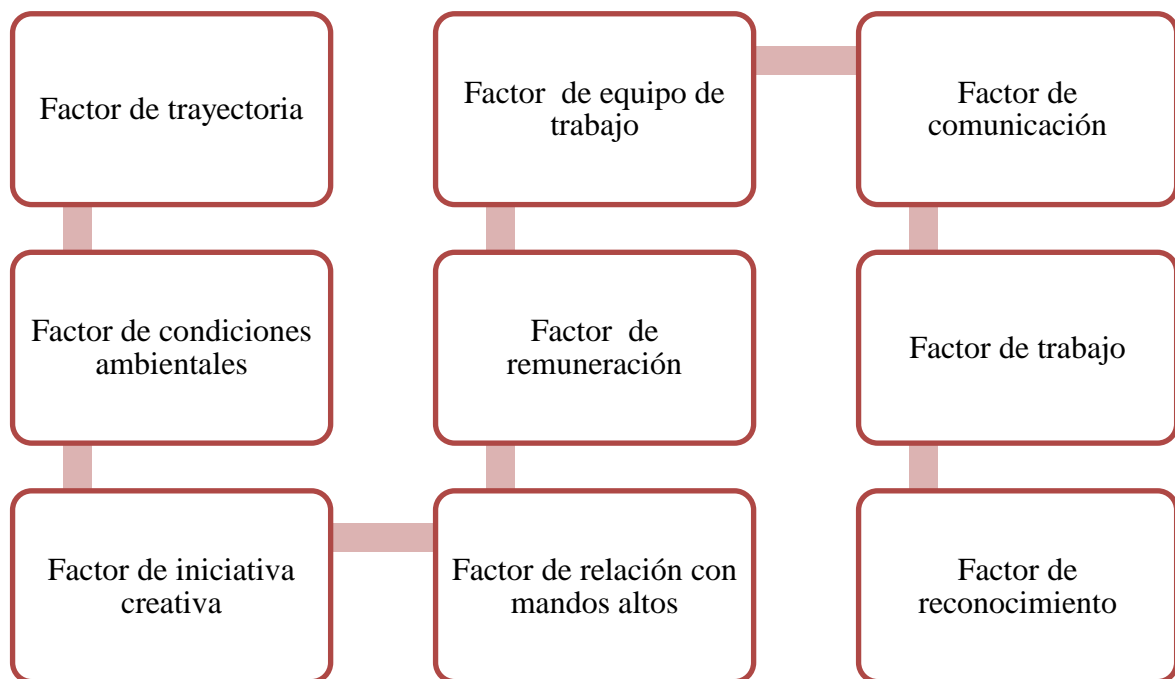 Factor de trayectoria
Factor de condiciones
ambientales
Factor de iniciativa
creativa
Factor de relación con
mandos altos
Factor  de
remuneración
Factor  de equipo de
trabajo
Factor de
comunicación
Factor de trabajo
Factor de
reconocimiento